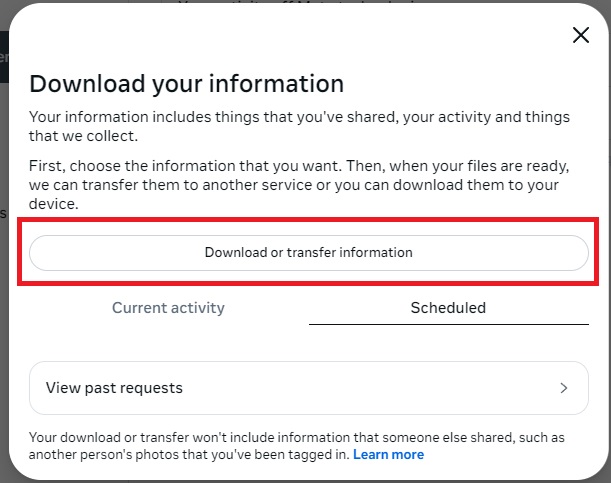 Download your information
Your information includes things that you've shared, your activity and things
that we collect.
First, choose the information that you want. Then, when your files are ready,
we can transfer them to another service or you can download them to your
device.
Download or transfer information
Current activity
Scheduled
View past requests
Your download or transfer won't include information that someone else shared, such as
another person's photos that you've been tagged in. Learn more